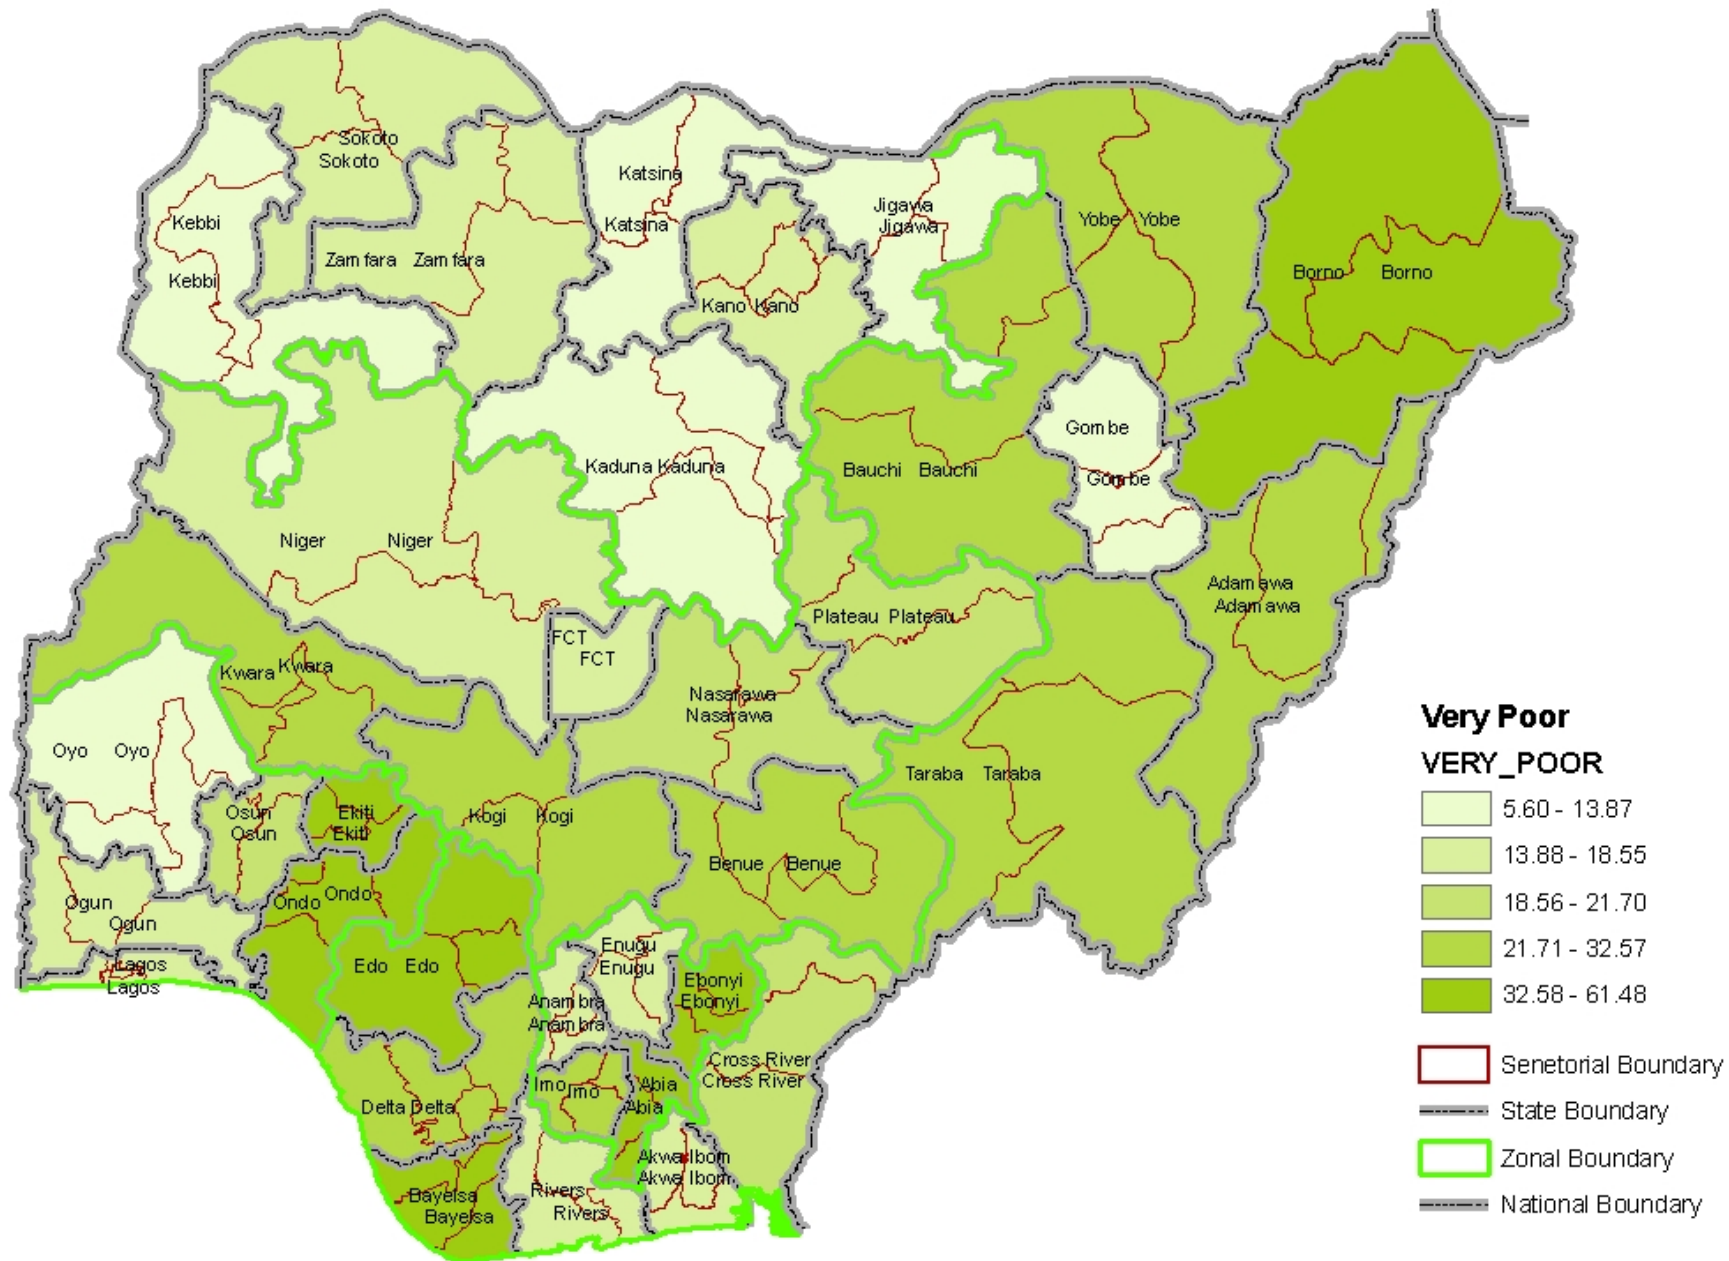 Sokoto
Sokoto
Katsina
Katsina
Kebbi
Kebbi
Jigawa
Jigawa
Yobe Yobe
Zamfara Zamfara
Borno Borno
Kano Kano
Gombe
Gombe
Kaduna Kaduna
Bauchi Bauchi
Niger Niger
Adamawa
Adamawa
Plateau Plateau
FCT
FCT
Kwara Kwara
Nasarawa
Nasarawa
Oyo Oyo
Taraba Taraba
Osun
Osun
Ekiti
Ekiti
Kogi Kogi
Benue Benue
Ondo Ondo
Ogun
Ogun
Edo Edo
Lagos
Lagos
Enugu
Enugu
Ebonyi
Ebonyi
Anambra
Anambra
Cross River
Cross River
Imo Imo
Abia
Abia
Delta Delta
Akwa Ibom
Akwa Ibom
Rivers
Rivers
Bayelsa
Bayelsa
Very Poor
VERY_POOR
5.60 - 13.87
13.88 - 18.55
18.56 - 21.70
21.71 - 32.57
32.58 - 61.48
Senetorial Boundary
State Boundary
Zonal Boundary
National Boundary